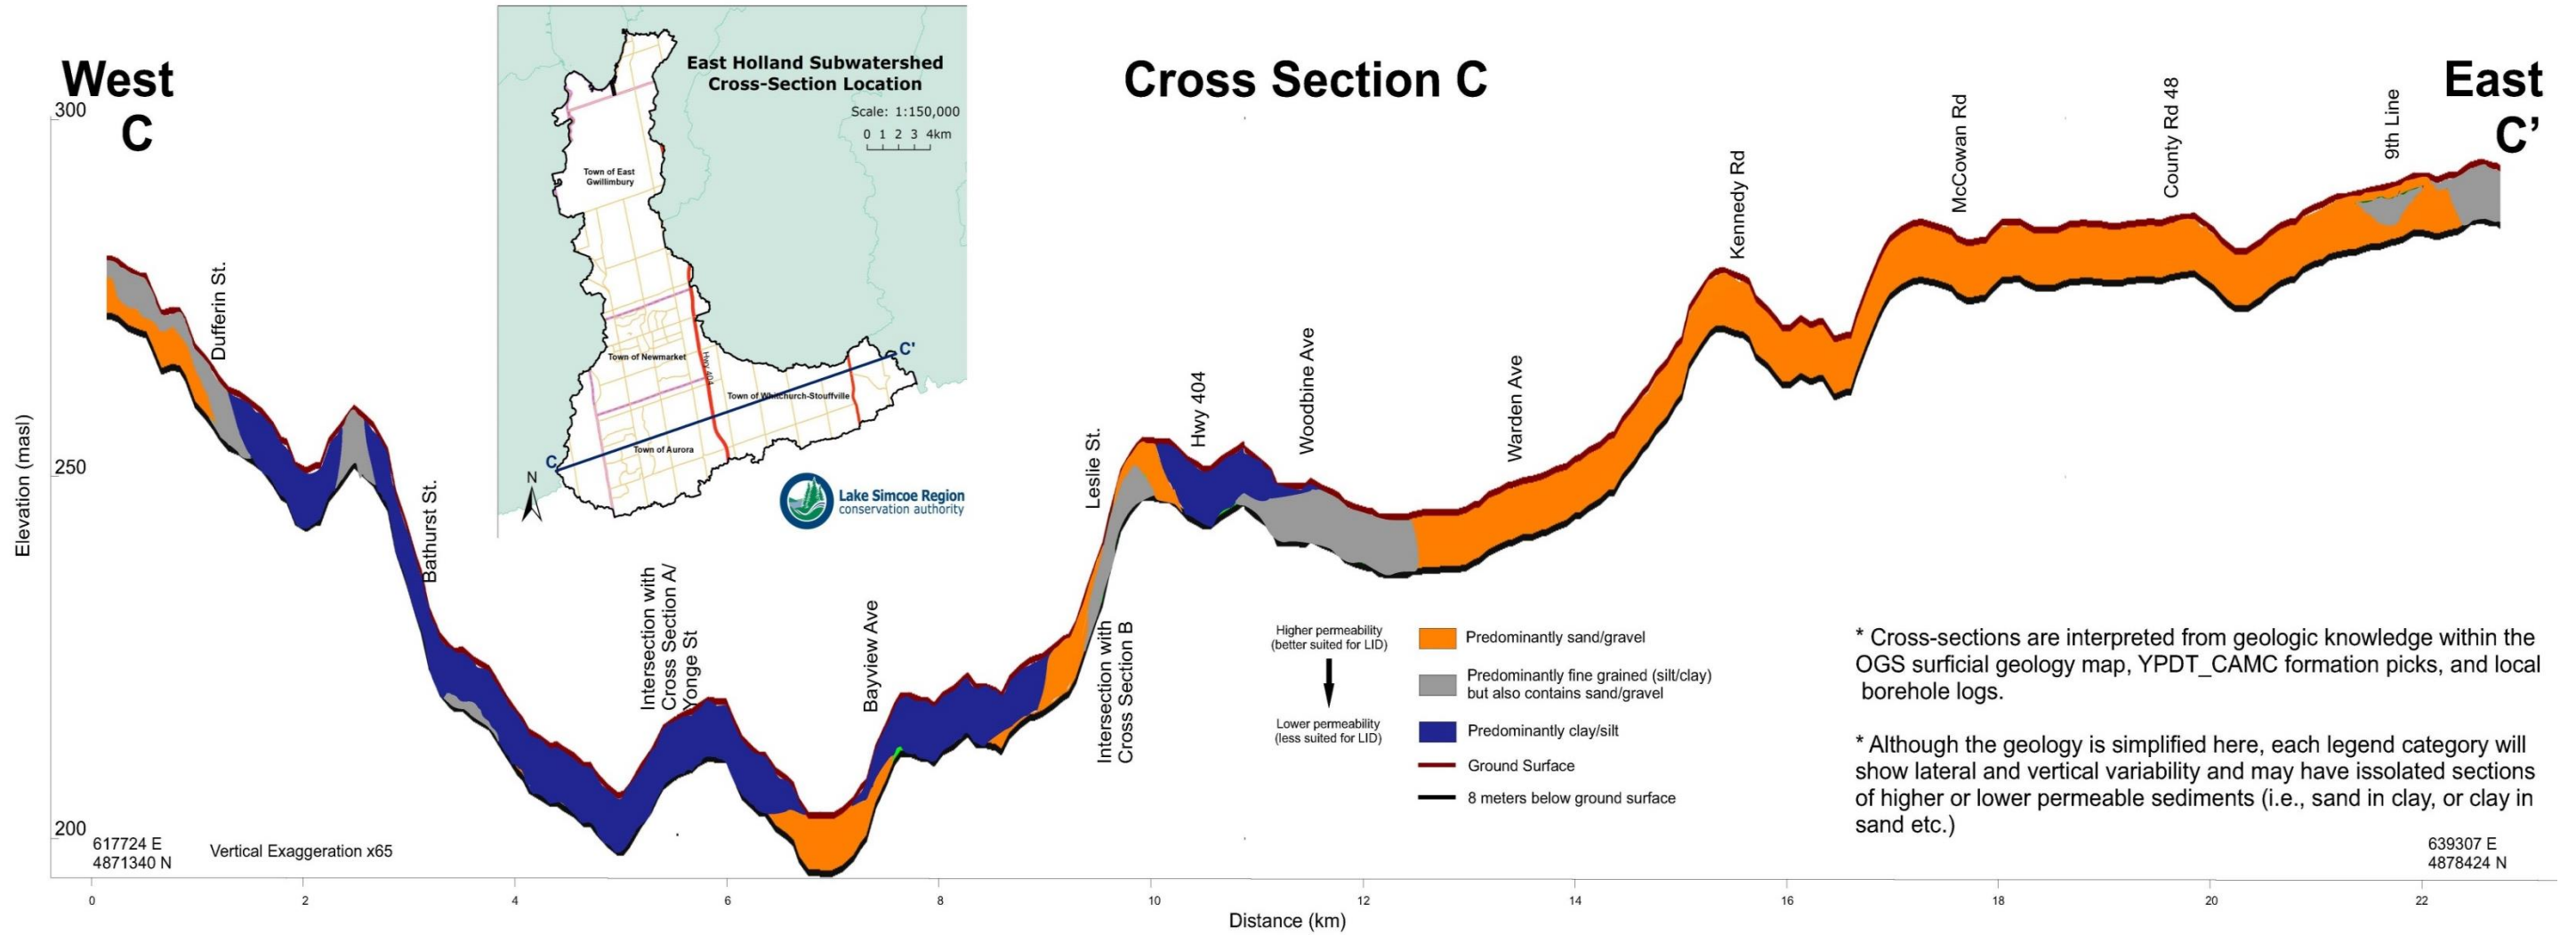 West
C
Cross Section C
East
C’
East Holland Subwatershed
Cross-Section Location
Scale: 1:150,000
0 1 2 3 4km
Town of East
Gwillimbury
Town of Newmarket
Hwy 404
Town of Whitchurch-Stouffville
Town of Aurora
C
C'
N
Lake Simcoe Region
conservation authority
Elevation (masl)
300
250
200
Dufferin St.
Bathurst St.
Intersection with
Cross Section A/
Yonge St
Bayview Ave
Leslie St.
Intersection with
Cross Section B
Hwy 404
Woodbine Ave
Warden Ave
Kennedy Rd
McCowan Rd
County Rd 48
9th Line
Higher permeability
(better suited for LID)
Lower permeability
(less suited for LID)
Predominantly sand/gravel
Predominantly fine grained (silt/clay)
but also contains sand/gravel
Predominantly clay/silt
Ground Surface
8 meters below ground surface
* Cross-sections are interpreted from geologic knowledge within the
OGS surficial geology map, YPDT_CAMC formation picks, and local
borehole logs.
* Although the geology is simplified here, each legend category will
show lateral and vertical variability and may have issolated sections
of higher or lower permeable sediments (i.e., sand in clay, or clay in
sand etc.)
617724 E
4871340 N
Vertical Exaggeration x65
639307 E
4878424 N
0 2 4 6 8 10 12 14 16 18 20 22
Distance (km)